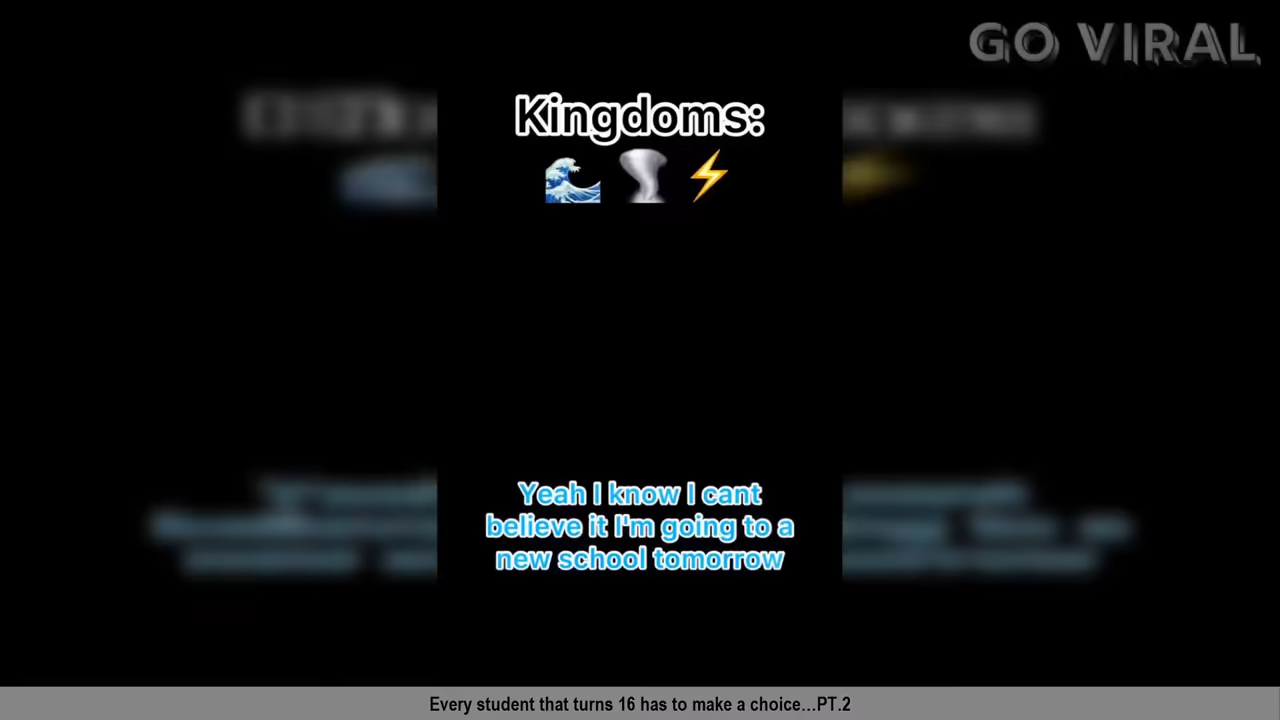 GO VIRAL
Kingdoms:
🌊 🌪 ⚡
Yeah I know I cant
believe it I'm going to a
new school tomorrow
Every student that turns 16 has to make a choice...PT.2